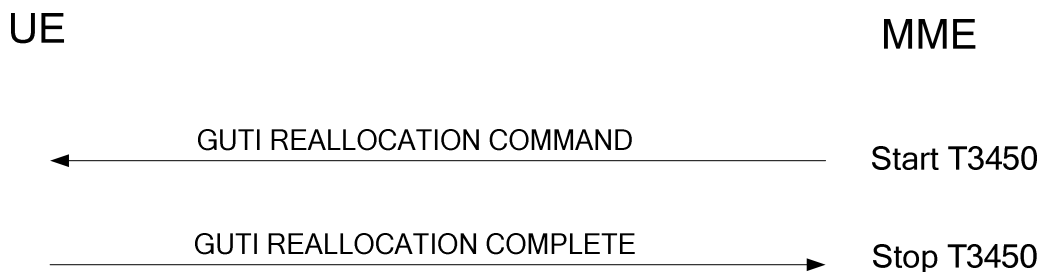 UE
MME
GUTI REALLOCATION COMMAND
Start T3450
GUTI REALLOCATION COMPLETE
Stop T3450